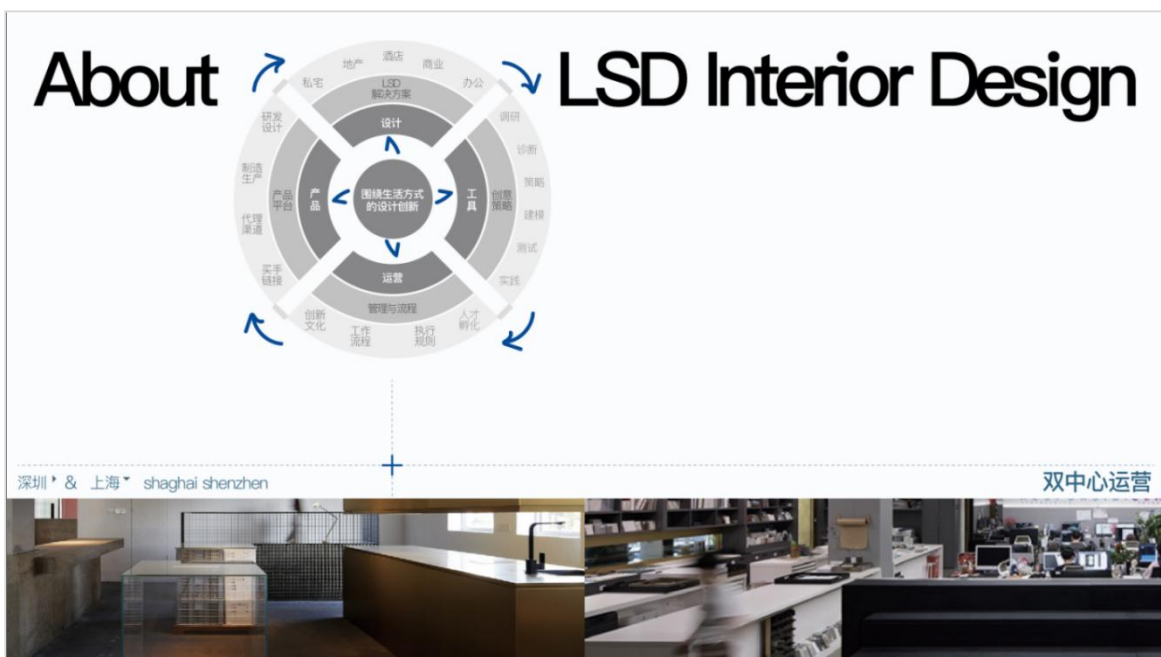 About
LSD Interior Design
酒店
地产
商业
私宅
办公
LSD
解决方案
设计
研发
设计
制造
生产
代理
渠道
买手
链接
产品
平台
产
品
围绕生活方式
的设计创新
工
具
创意
策略
调研
诊断
策略
建模
测试
实践
运营
管理与流程
创新
文化
工作
流程
执行
规则
人才
孵化
深圳 & 上海 shaghai shenzhen
双中心运营